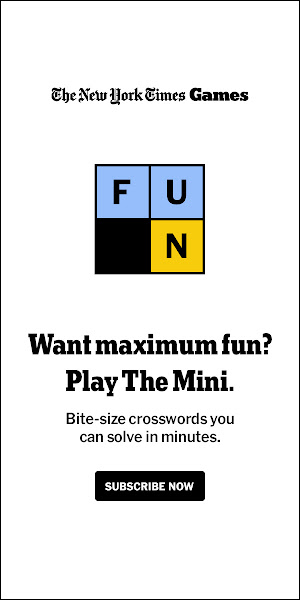 The New York Times Games
F U
N
Want maximum fun?
Play The Mini.
Bite-size crosswords you
can solve in minutes.
SUBSCRIBE NOW